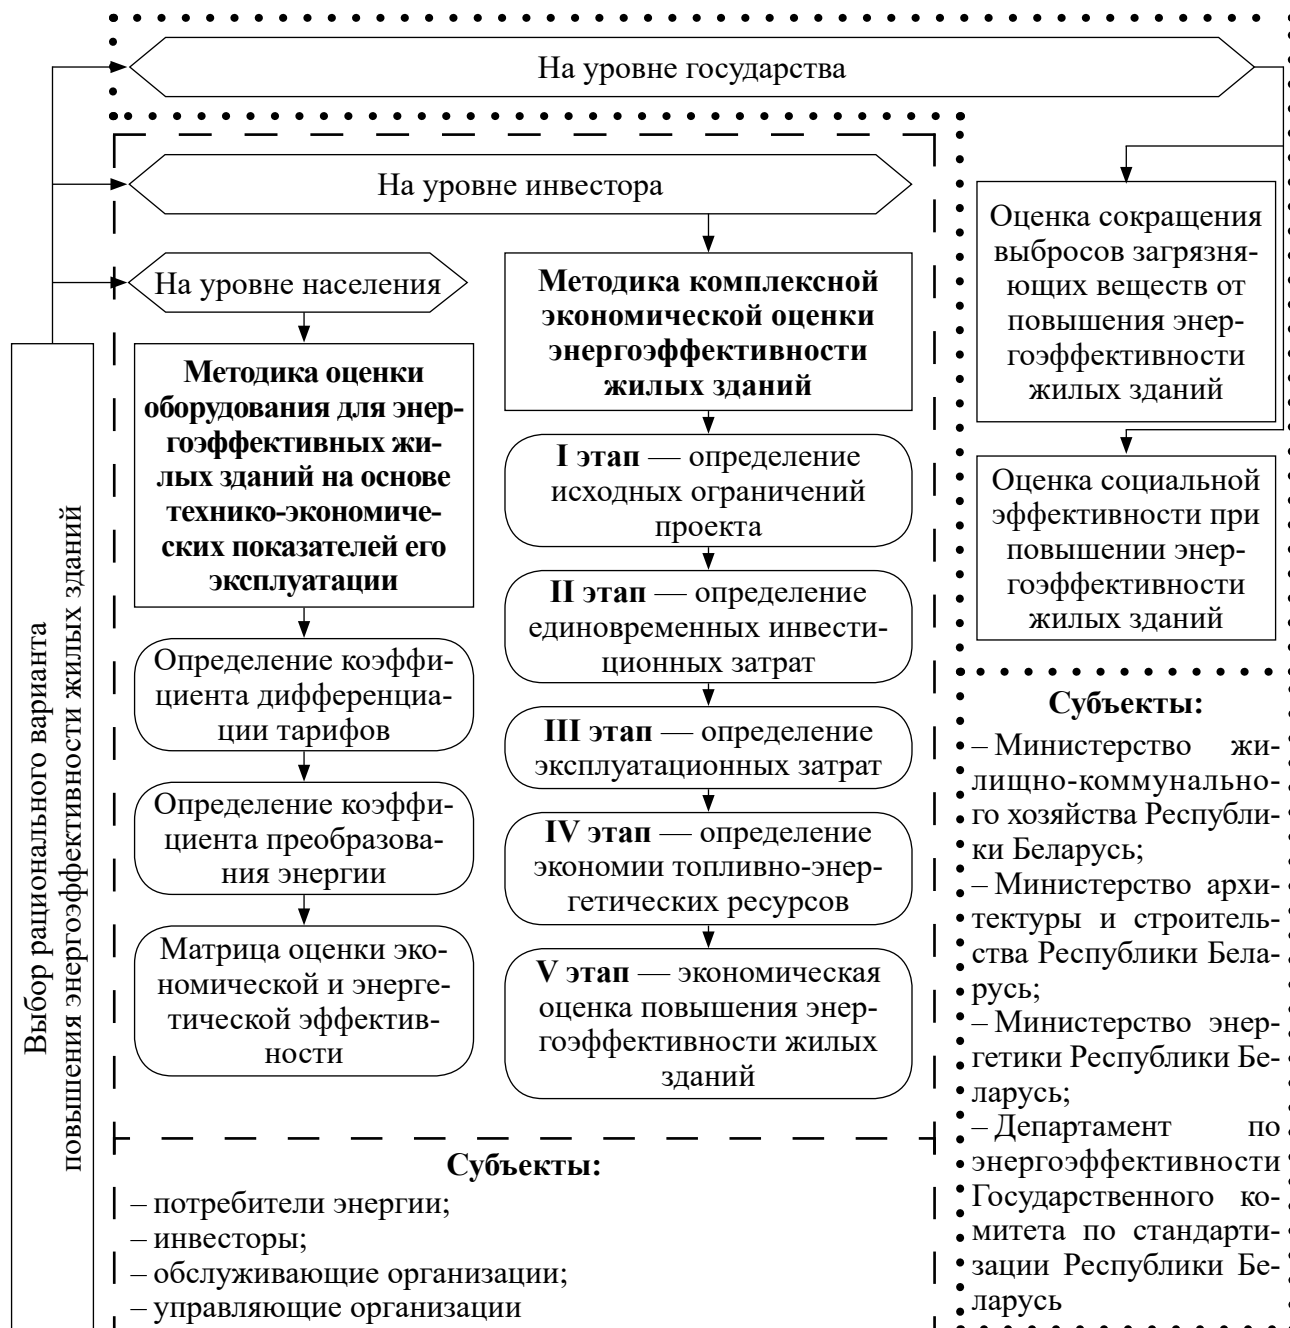 На уровне государства
На уровне инвестора
На уровне населения
Методика оценки
оборудования для энер-
гоэффективных жи-
лых зданий на основе
технико-экономиче-
ских показателей его
эксплуатации
Определение коэффи-
циента дифференциа-
ции тарифов
Определение коэффи-
циента преобразова-
ния энергии
Матрица оценки эко-
номической и энерге-
тической эффектив-
ности
Методика комплексной
экономической оценки
энергоэффективности
жилых зданий
I этап — определение
исходных ограничений
проекта
II этап — определение
единовременных инвести-
ционных затрат
III этап — определение
эксплуатационных затрат
IV этап — определение
экономии топливно-энер-
гетических ресурсов
V этап — экономическая
оценка повышения энер-
гоэффективности жилых
зданий
Оценка сокращения
выбросов загрязня-
ющих веществ от
повышения энер-
гоэффективности
жилых зданий
Оценка социальной
эффективности при
повышении энер-
гоэффективности
жилых зданий
Субъекты:
– Министерство жи-
лищно-коммунально-
го хозяйства Республи-
ки Беларусь;
– Министерство архи-
тектуры и строитель-
ства Республики Бела-
русь;
– Министерство энер-
гетики Республики Бе-
ларусь;
– Департамент по
энергоэффективности
Государственного ко-
митета по стандарти-
зации Республики Бе-
ларусь
Субъекты:
– потребители энергии;
– инвесторы;
– обслуживающие организации;
– управляющие организации
Выбор рационального варианта
повышения энергоэффективности жилых зданий